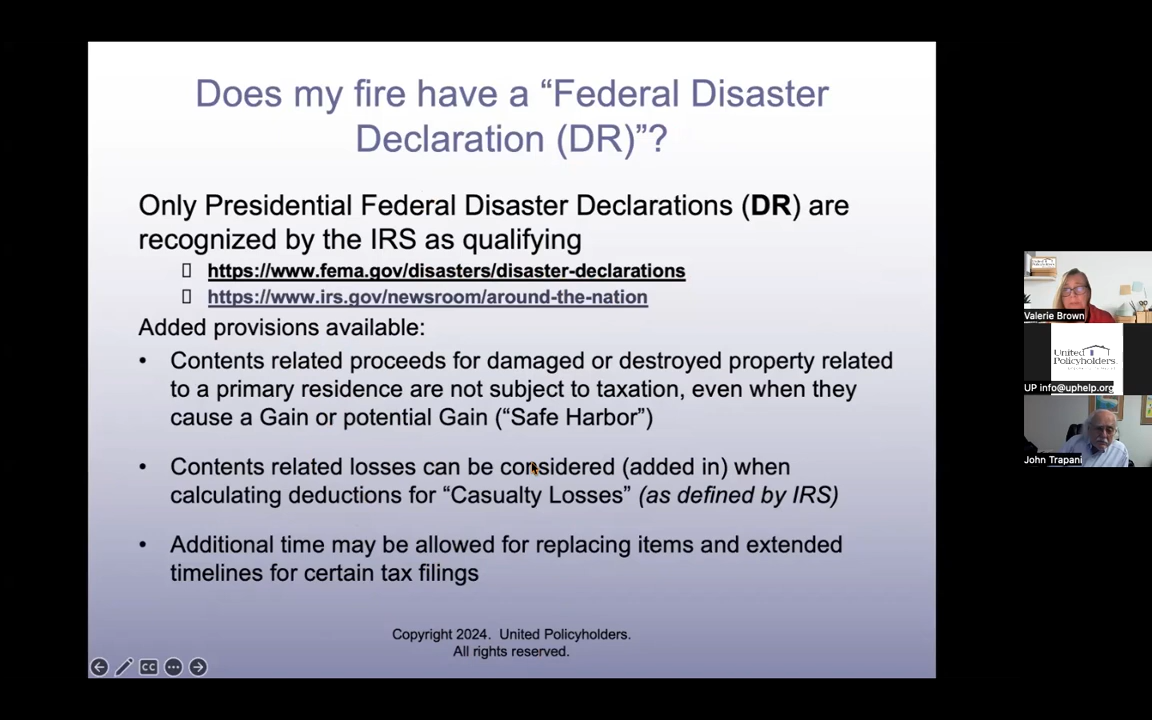 Does my fire have a “Federal Disaster
Declaration (DR)”?
Only Presidential Federal Disaster Declarations (DR) are
recognized by the IRS as qualifying
https://www.fema.gov/disasters/disaster-declarations
https://www.irs.gov/newsroom/around-the-nation
Added provisions available:
• Contents related proceeds for damaged or destroyed property related
to a primary residence are not subject to taxation, even when they
cause a Gain or potential Gain (“Safe Harbor”)
• Contents related losses can be considered (added in) when
calculating deductions for “Casualty Losses” (as defined by IRS)
• Additional time may be allowed for replacing items and extended
timelines for certain tax filings
Copyright 2024. United Policyholders.
All rights reserved.
CC
Valerie Brown
United
Policyholders
UP info@uphelp.org
John Trapani